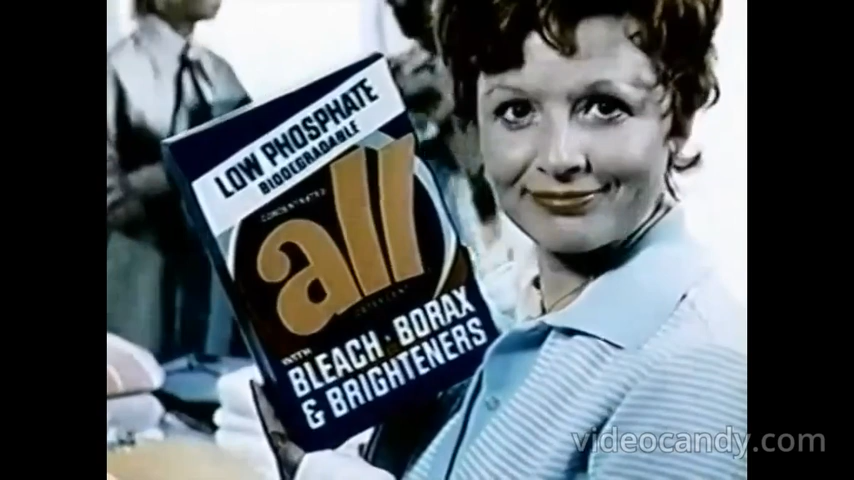 LOW PHOSPHATE
BIODEGRADABLE
CONCENTRATED
all
DETERGENT
WITH
BLEACH · BORAX
& BRIGHTENERS
videocandy.com